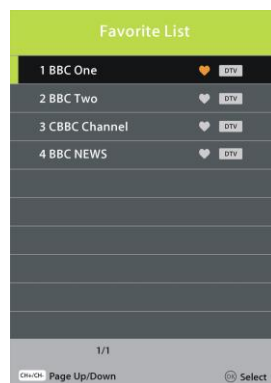 Favorite List
1 BBC One DTV
2 BBC Two DTV
3 CBBC Channel DTV
4 BBC NEWS DTV
1/1
CH+/CH- Page Up/Down OK Select